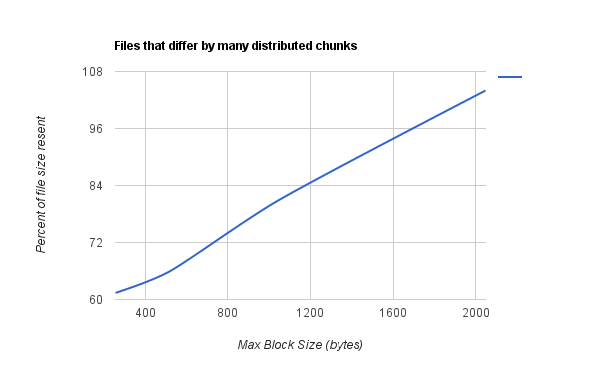 Files that differ by many distributed chunks
108
96
84
72
60
Percent of file size resent
400 800 1200 1600 2000
Max Block Size (bytes)